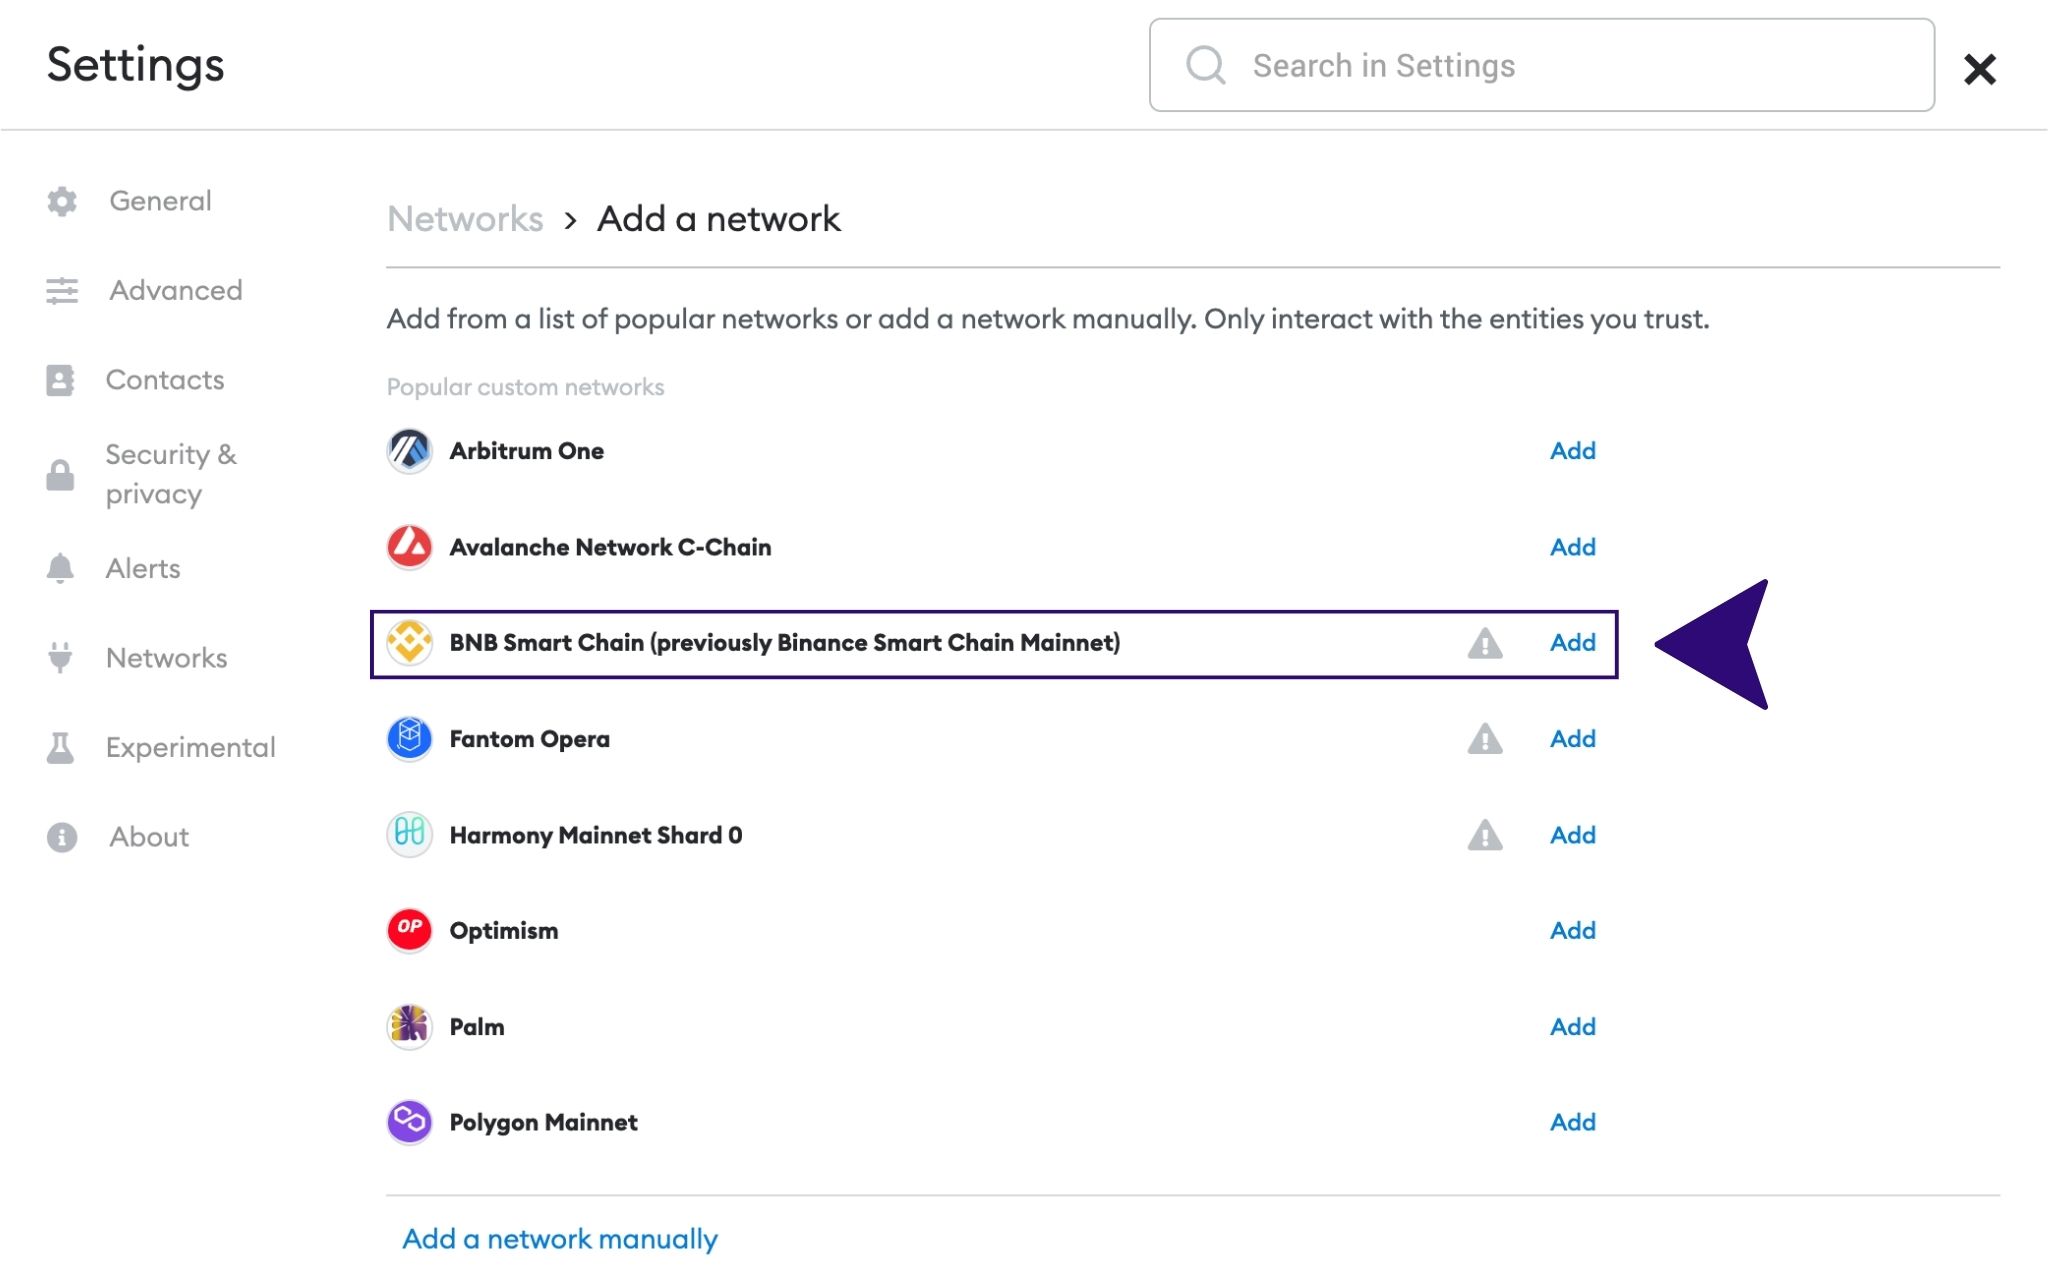 Settings
Search in Settings
General
Advanced
Contacts
Security &
privacy
Alerts
Networks
Experimental
About
Networks > Add a network
Add from a list of popular networks or add a network manually. Only interact with the entities you trust.
Popular custom networks
Arbitrum One Add
Avalanche Network C-Chain Add
BNB Smart Chain (previously Binance Smart Chain Mainnet) Add
Fantom Opera Add
Harmony Mainnet Shard 0 Add
OP Optimism Add
Palm Add
Polygon Mainnet Add
Add a network manually